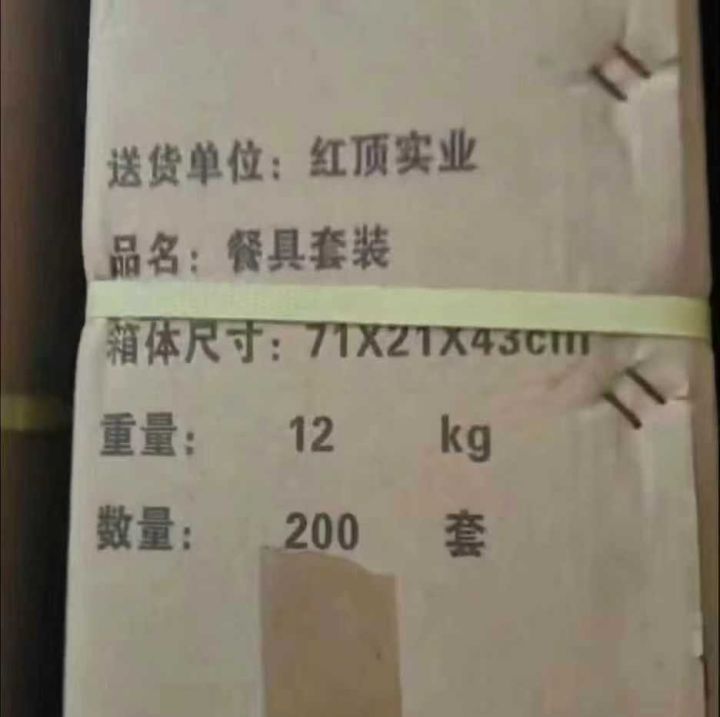 送货单位：红顶实业
品名：餐具套装
箱体尺寸：71X21X43cm
重量： 12 kg
数量： 200 套